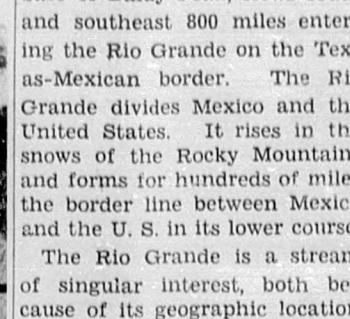 and southeast 800 miles enter-
ing the Rio Grande on the Tex
as-Mexican border. The Ri
Grande divides Mexico and th
United States. It rises in th
snows of the Rocky Mountain
and forms for hundreds of mile
the border line between Mexic
and the U. S. in its lower course
The Rio Grande is a stream
of singular interest, both be
cause of its geographic location